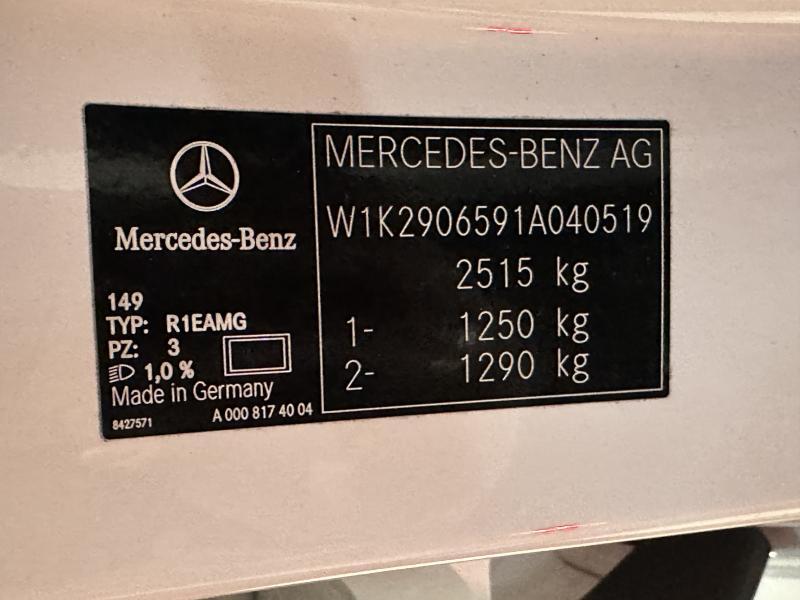 Mercedes-Benz
149
TYP: R1EAMG
PZ: 3
1,0 %
Made in Germany
8427571 A 000 817 40 04
MERCEDES-BENZ AG
W1K2906591A040519
2515 kg
1- 1250 kg
2- 1290 kg